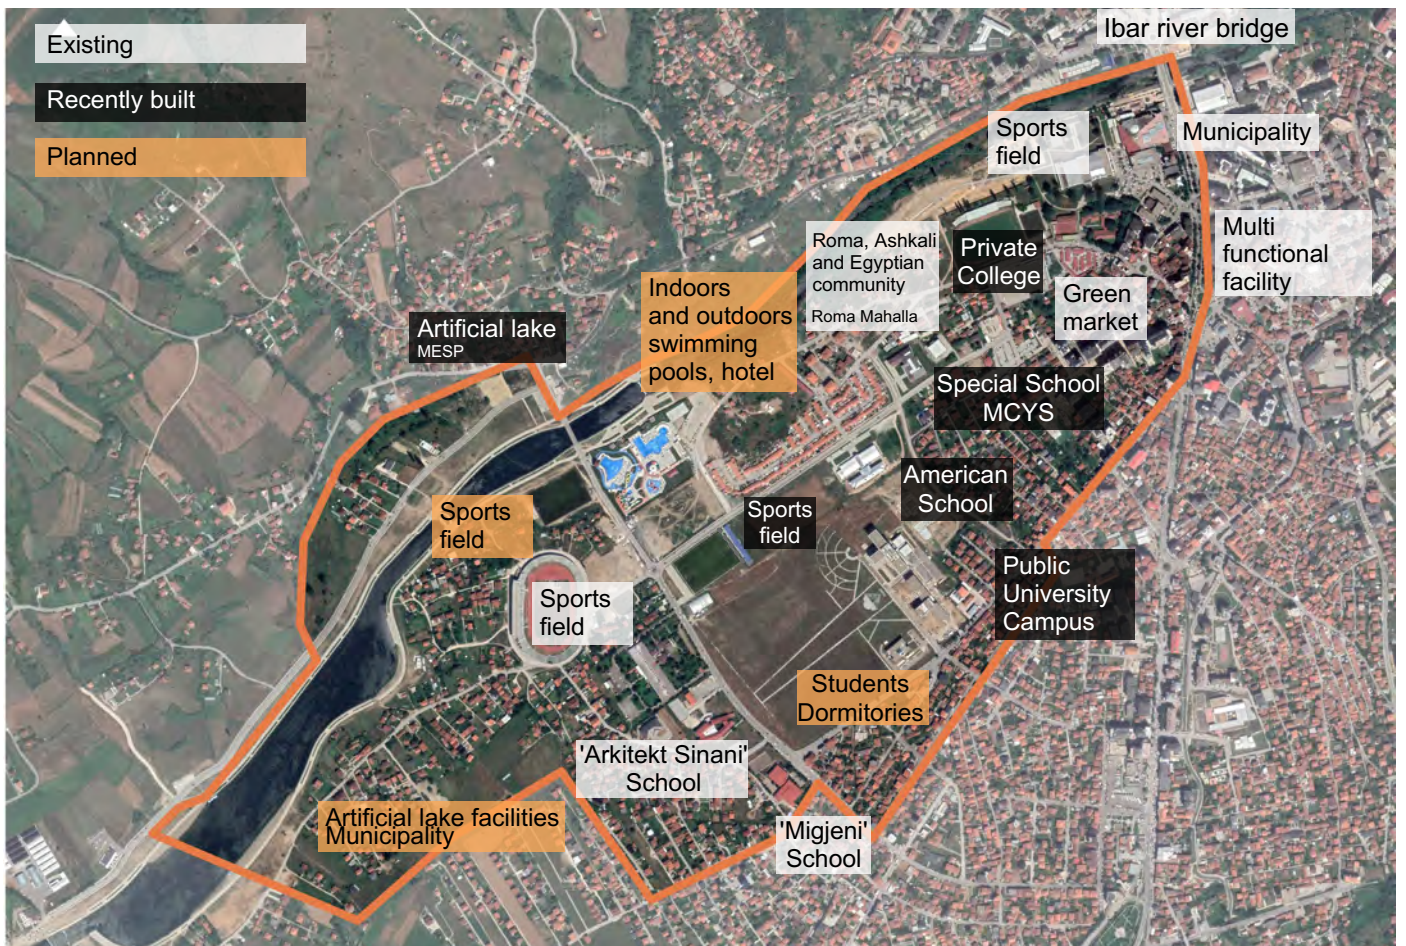 Existing
Recently built
Planned
Ibar river bridge
Sports
field
Municipality
Roma, Ashkali
and Egyptian
community
Roma Mahalla
Private
College
Multi
functional
facility
Green
market
Indoors
and outdoors
swimming
pools, hotel
Artificial lake
MESP
Special School
MCYS
American
School
Sports
field
Sports
field
Public
University
Campus
Sports
field
Students
Dormitories
'Arkitekt Sinani'
School
Artificial lake facilities
Municipality
'Migjeni'
School